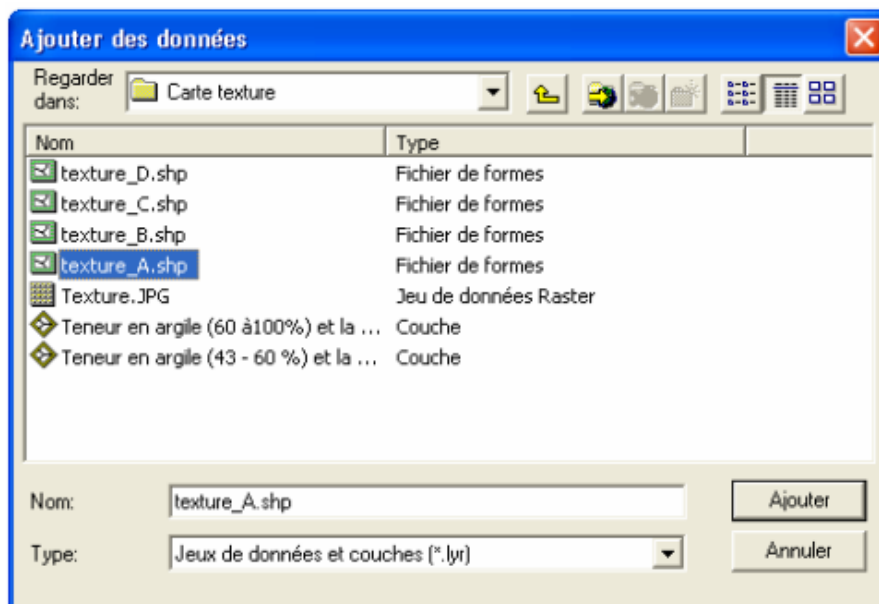 Ajouter des données
Regarder dans: Carte texture
Nom Type
texture_D.shp Fichier de formes
texture_C.shp Fichier de formes
texture_B.shp Fichier de formes
texture_A.shp Fichier de formes
Texture.JPG Jeu de données Raster
Teneur en argile (60 à100%) et la ... Couche
Teneur en argile (43 - 60 %) et la ... Couche
Nom: texture_A.shp Ajouter
Type: Jeux de données et couches (*.lyr) Annuler